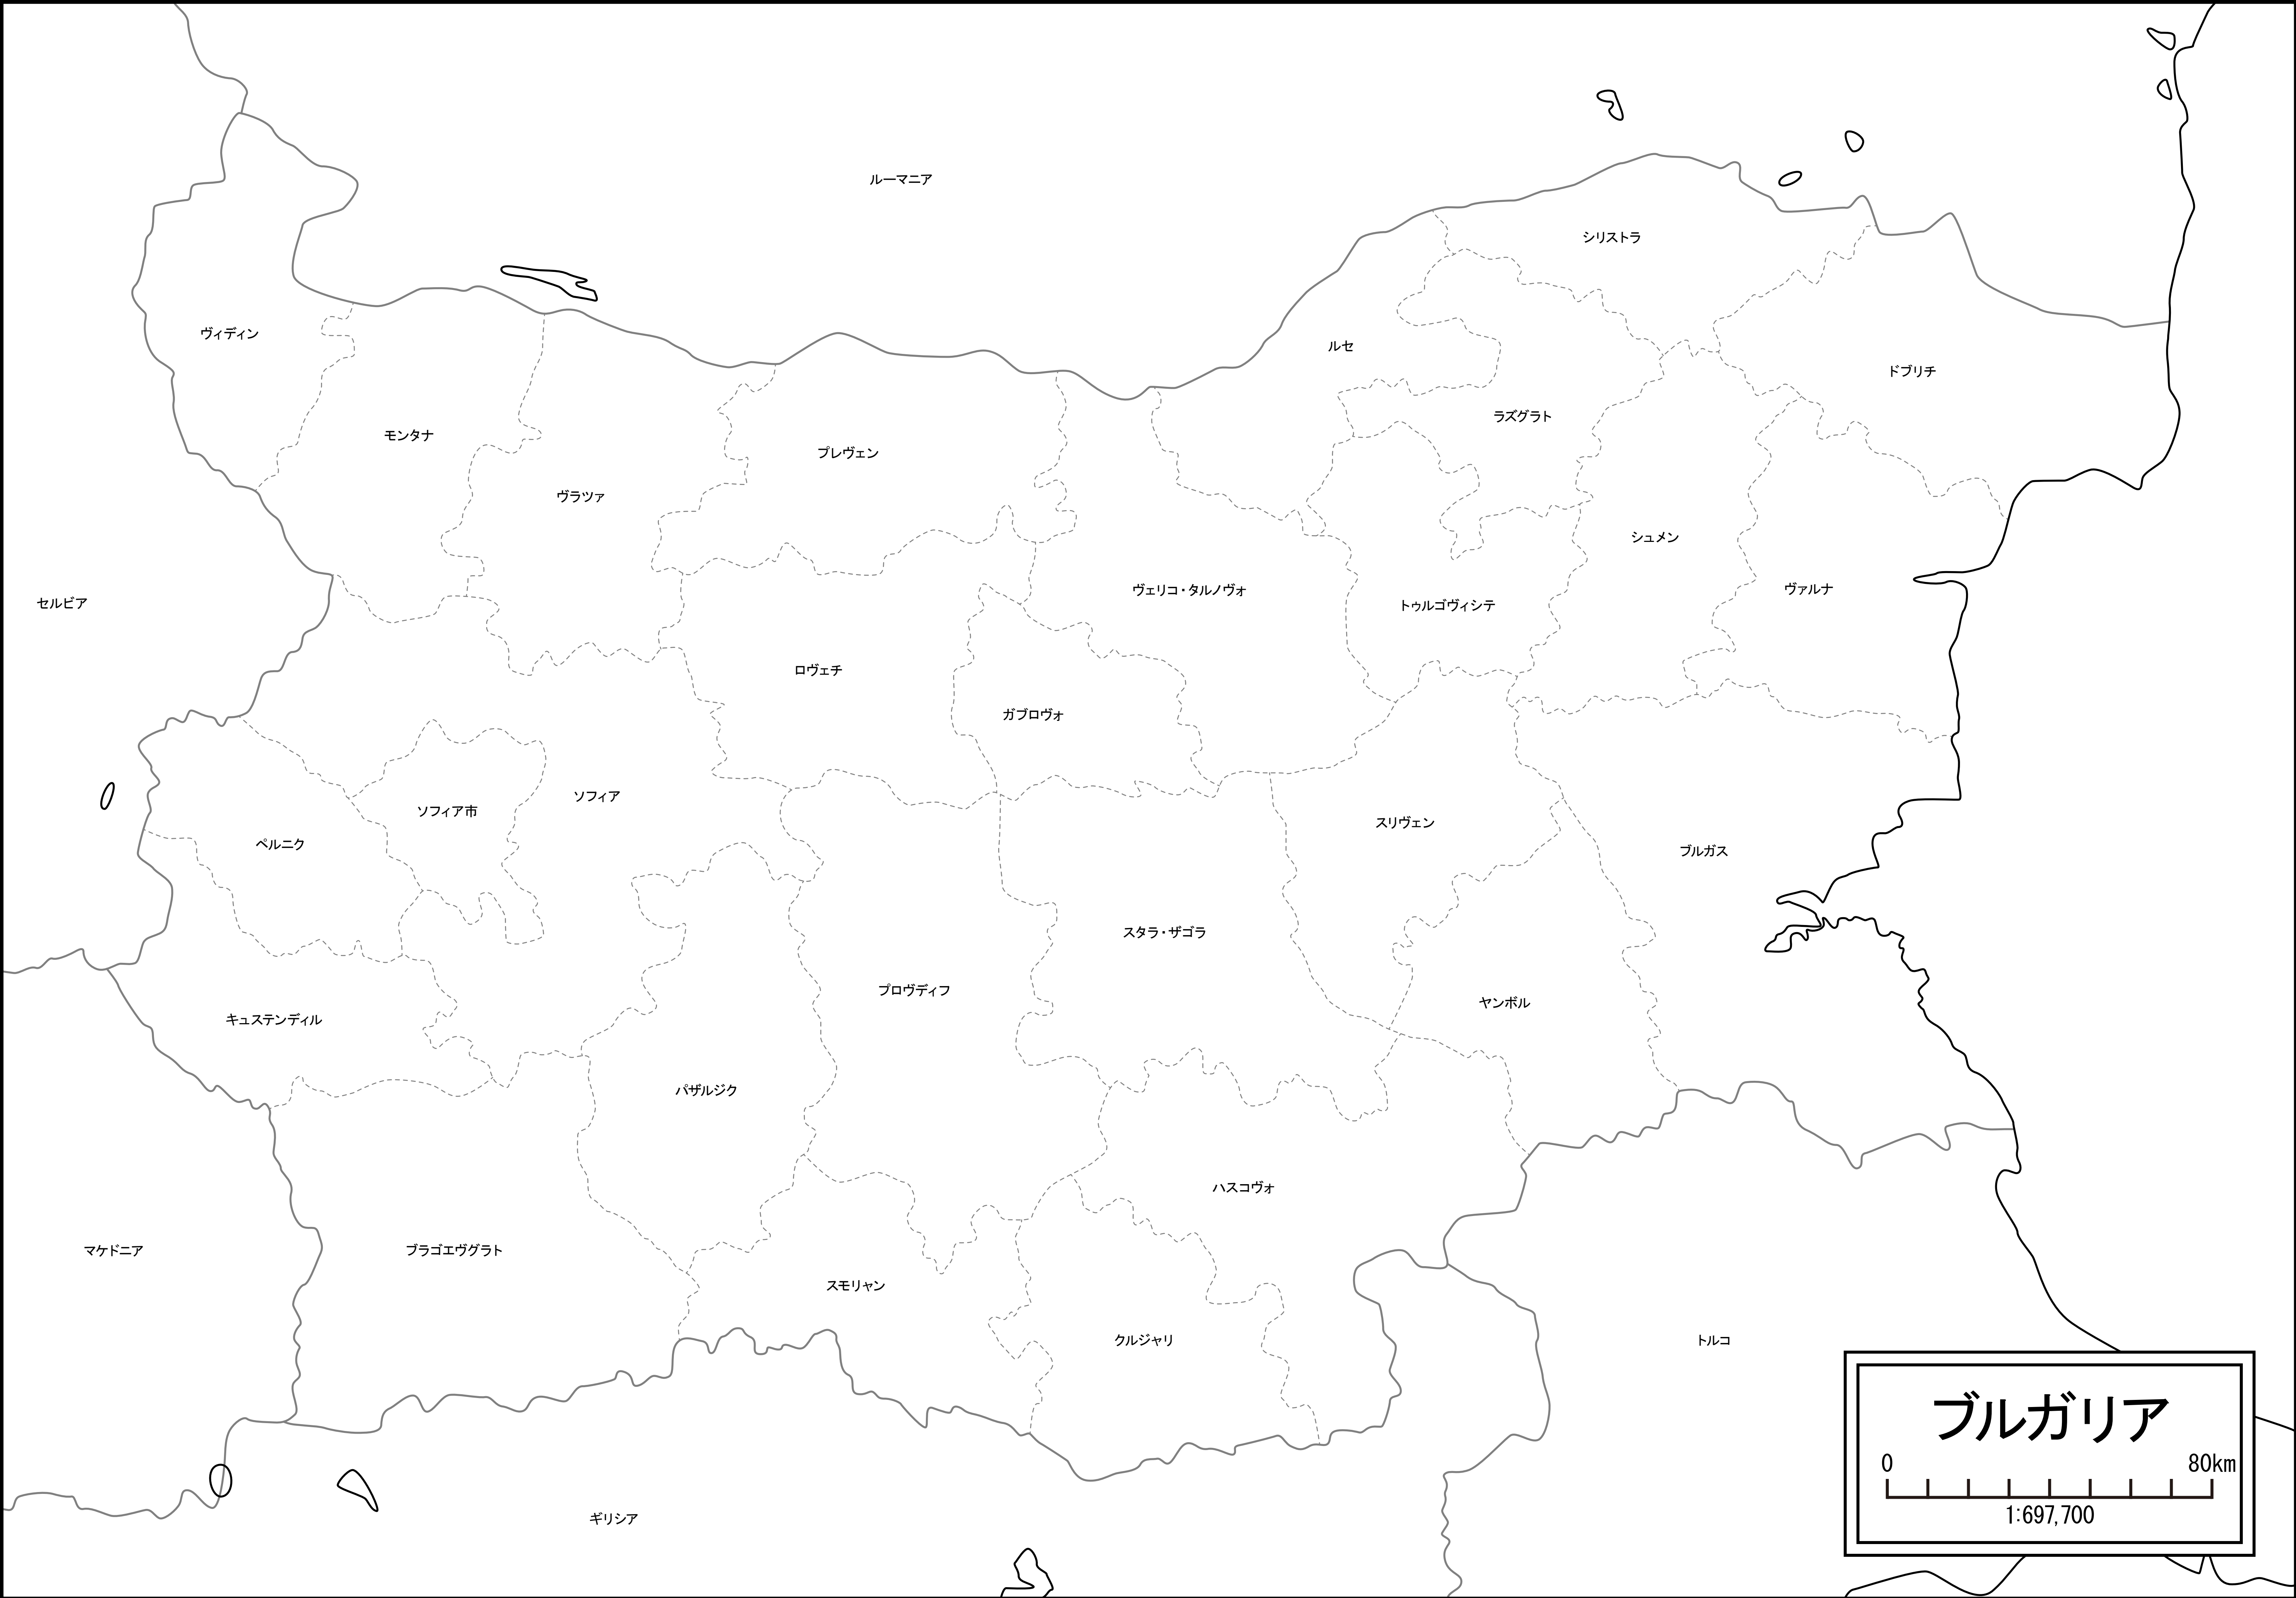 ルーマニア
シリストラ
ヴィディン
ルセ
ドブリチ
ラズグラト
モンタナ
プレヴェン
ヴラツァ
シュメン
ヴァルナ
ヴェリコ・タルノヴォ
セルビア
トゥルゴヴィシテ
ロヴェチ
ガブロヴォ
ソフィア
ソフィア市
スリヴェン
ペルニク
ブルガス
スタラ・ザゴラ
プロヴディフ
ヤンボル
キュステンディル
パザルジク
ハスコヴォ
マケドニア
ブラゴエヴグラト
スモリャン
クルジャリ
トルコ
ギリシア
ブルガリア
0 80km
1:697,700